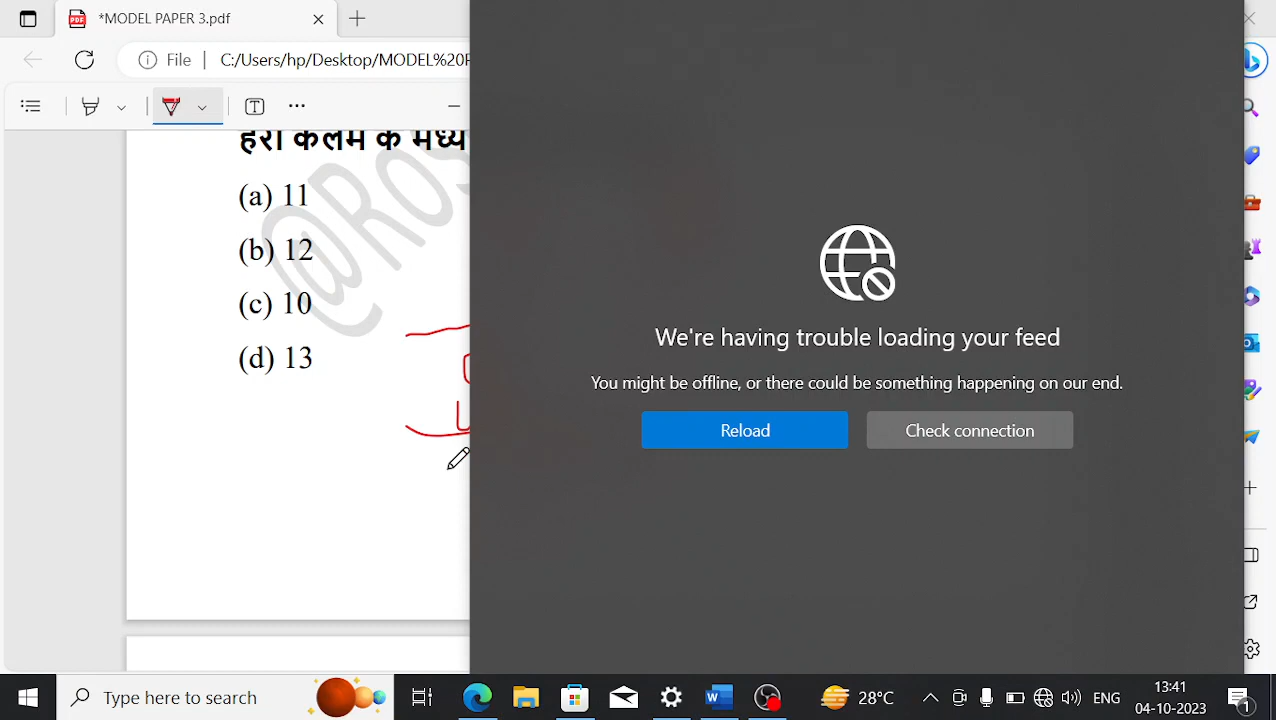 *MODEL PAPER 3.pdf
File | C:/Users/hp/Desktop/MODEL%20P
हरी कलम के मध्य
@Ros
(a) 11
(b) 12
(c) 10
(d) 13
We're having trouble loading your feed
You might be offline, or there could be something happening on our end.
Reload
Check connection
Type here to search
28°C
ENG
13:41
04-10-2023
1